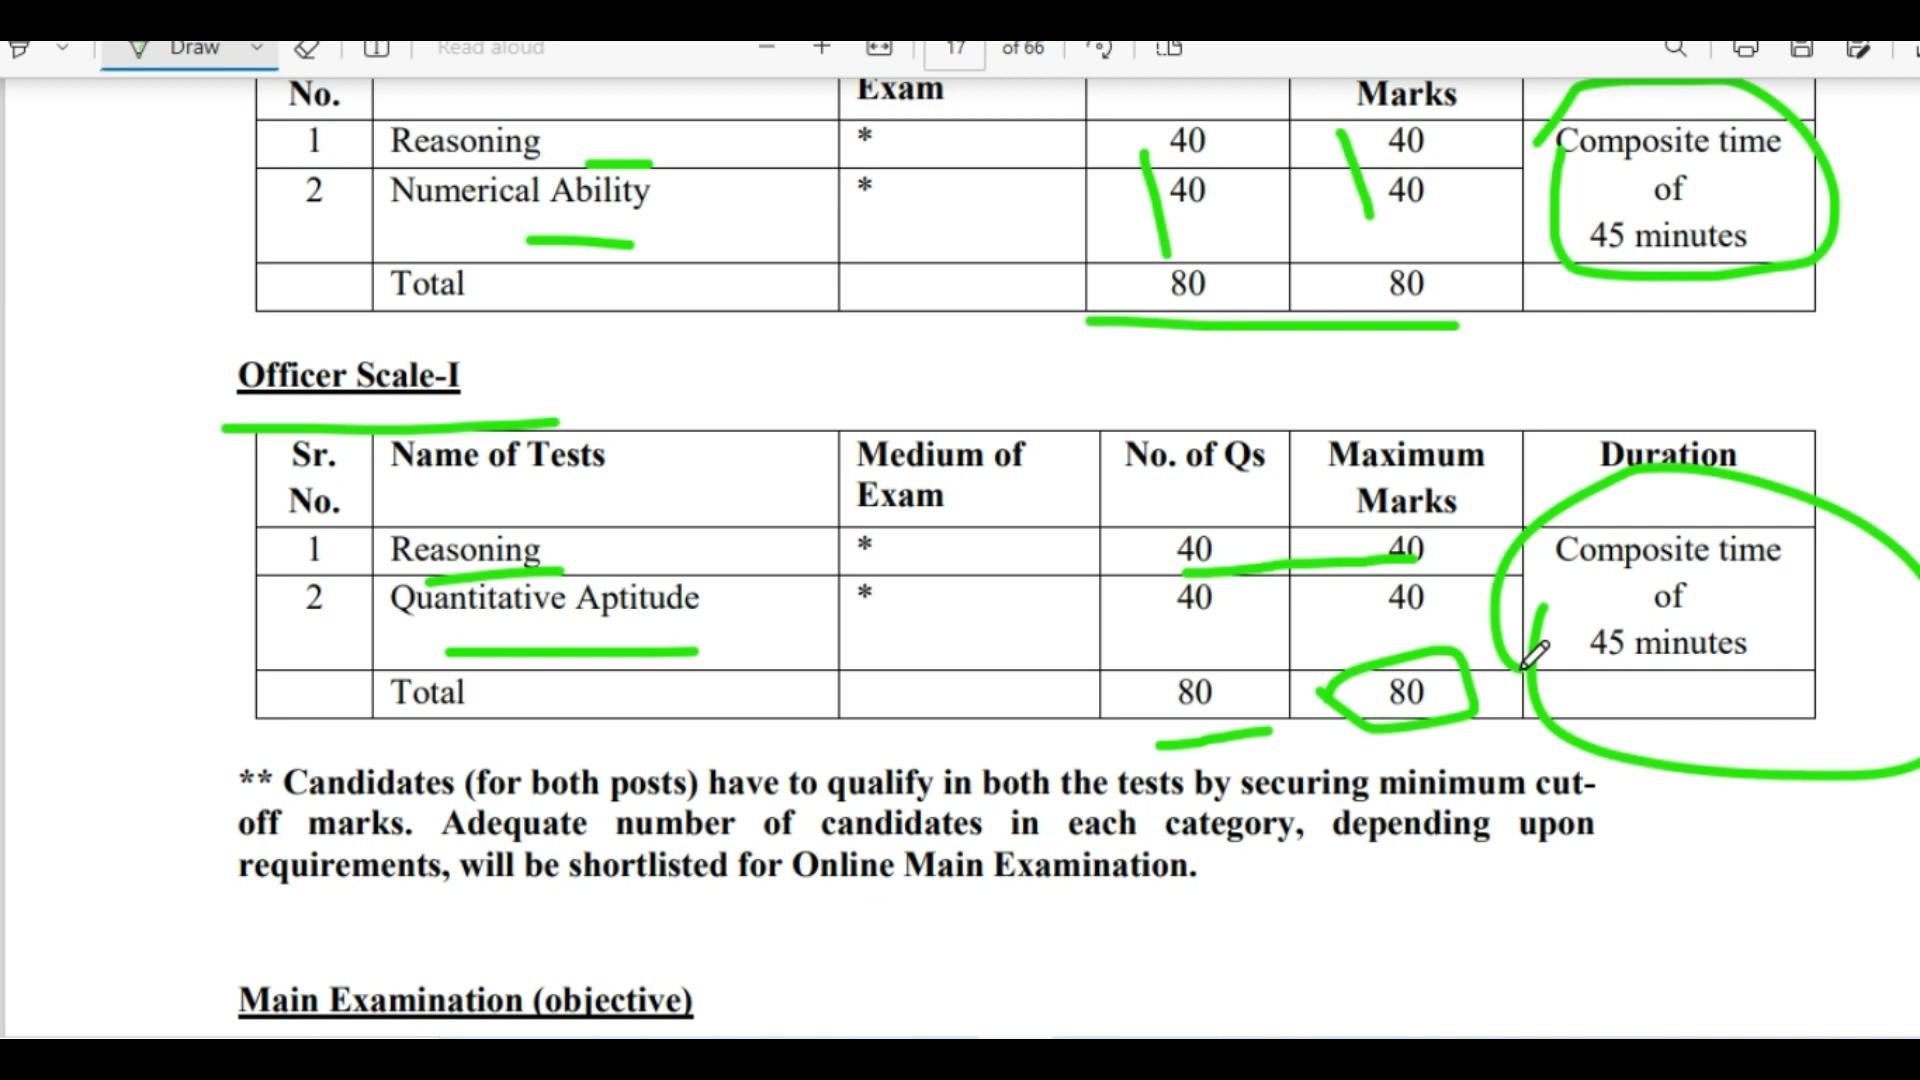 Draw
Read aloud
17 of 66
No. Exam Marks
1 Reasoning * 40 40 Composite time
of
2 Numerical Ability * 40 40
45 minutes
Total 80 80
Officer Scale-I
Sr. Name of Tests Medium of No. of Qs Maximum Duration
No. Exam Marks
1 Reasoning * 40 40 Composite time
2 Quantitative Aptitude * 40 40 of
45 minutes
Total 80 80
** Candidates (for both posts) have to qualify in both the tests by securing minimum cut-
off marks. Adequate number of candidates in each category, depending upon
requirements, will be shortlisted for Online Main Examination.
Main Examination (objective)